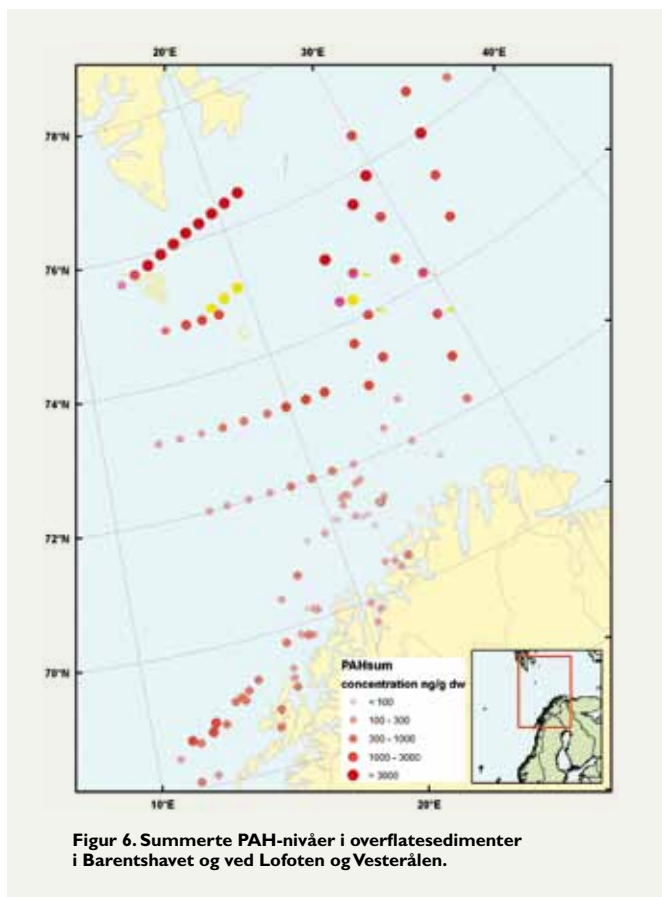 20°E 30°E 40°E
78°N
76°N
74°N
72°N
70°N
PAHsum
concentration ng/g dw
< 100
100 - 300
300 - 1000
1000 - 3000
> 3000
10°E 20°E
Figur 6. Summerte PAH-nivåer i overflatesedimenter
i Barentshavet og ved Lofoten og Vesterålen.